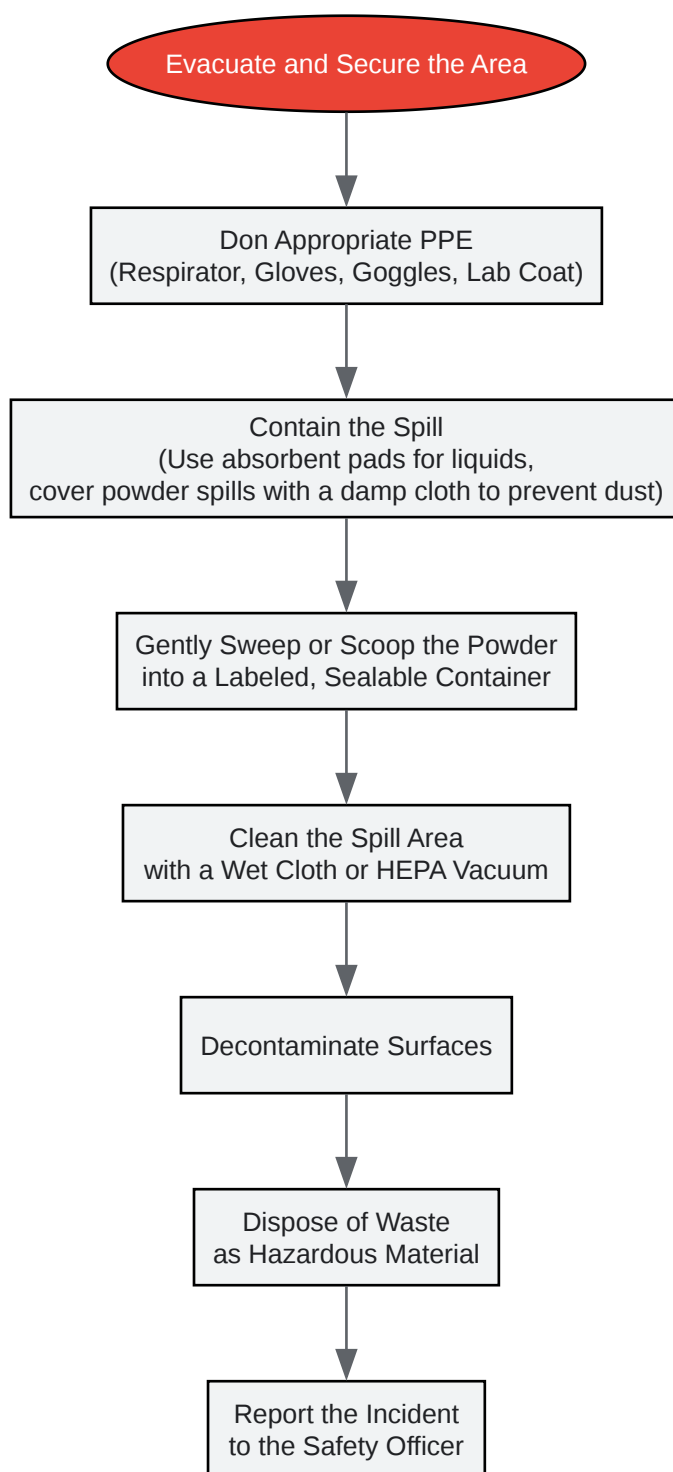 Evacuate and Secure the Area
Don Appropriate PPE
(Respirator, Gloves, Goggles, Lab Coat)
Contain the Spill
(Use absorbent pads for liquids,
cover powder spills with a damp cloth to prevent dust)
Gently Sweep or Scoop the Powder
into a Labeled, Sealable Container
Clean the Spill Area
with a Wet Cloth or HEPA Vacuum
Decontaminate Surfaces
Dispose of Waste
as Hazardous Material
Report the Incident
to the Safety Officer